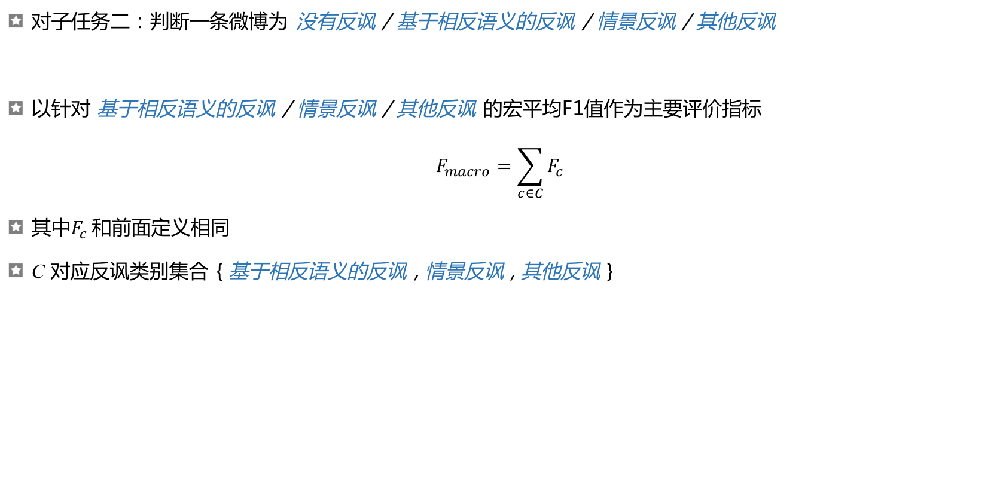 对子任务二：判断一条微博为 没有反讽 / 基于相反语义的反讽 / 情景反讽 / 其他反讽
以针对 基于相反语义的反讽 / 情景反讽 / 其他反讽 的宏平均F1值作为主要评价指标
F_{macro} = \sum_{c∈C} F_c
其中F_c 和前面定义相同
C 对应反讽类别集合 { 基于相反语义的反讽 , 情景反讽 , 其他反讽 }